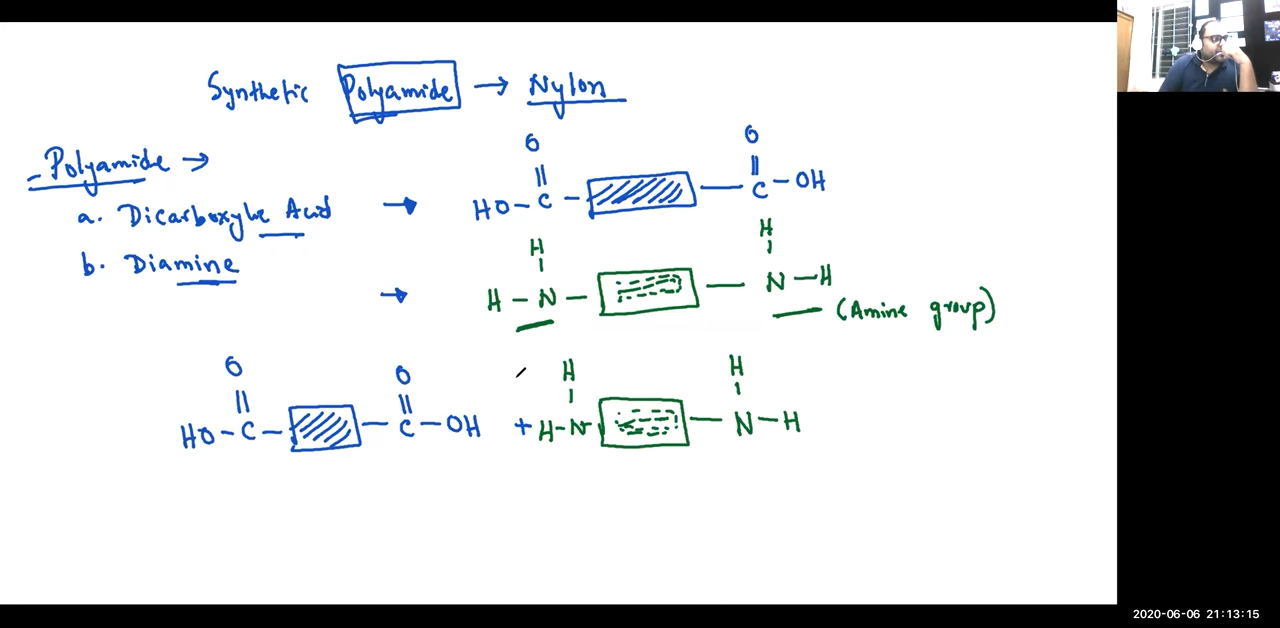 Synthetic Polyamide → Nylon
- Polyamide →
a. Dicarboxylic Acid →
O O
|| ||
HO - C - — C - OH
b. Diamine →
H H
| |
H - N - — N - H
(Amine group)
O O H H
|| || | |
HO - C - — C - OH + H - N - — N - H
2020-06-06 21:13:15